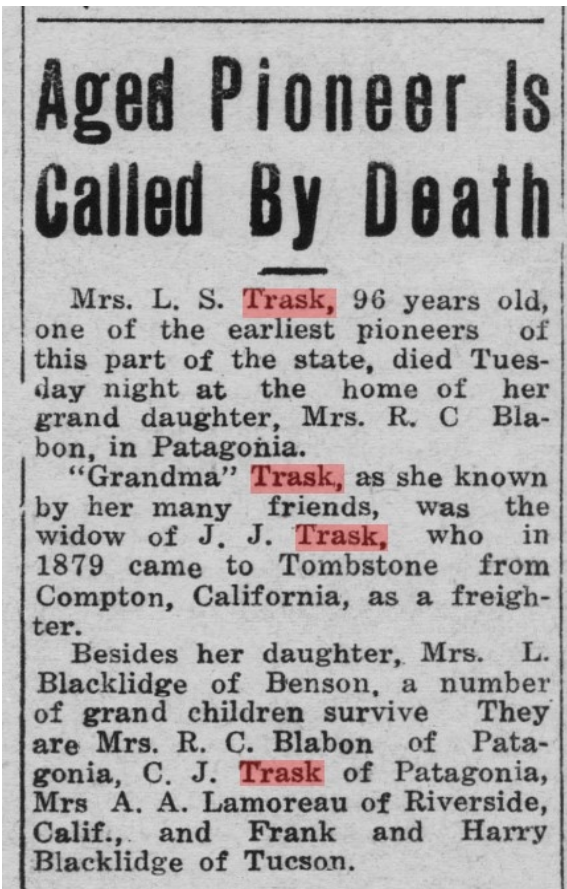 Aged Pioneer Is
Called By Death
Mrs. L. S. Trask, 96 years old,
one of the earliest pioneers of
this part of the state, died Tues-
day night at the home of her
grand daughter, Mrs. R. C Bla-
bon, in Patagonia.
"Grandma" Trask, as she known
by her many friends, was the
widow of J. J. Trask, who in
1879 came to Tombstone from
Compton, California, as a freigh-
ter.
Besides her daughter, Mrs. L.
Blacklidge of Benson, a number
of grand children survive They
are Mrs. R. C. Blabon of Pata-
gonia, C. J. Trask of Patagonia,
Mrs A. A. Lamoreau of Riverside,
Calif., and Frank and Harry
Blacklidge of Tucson.